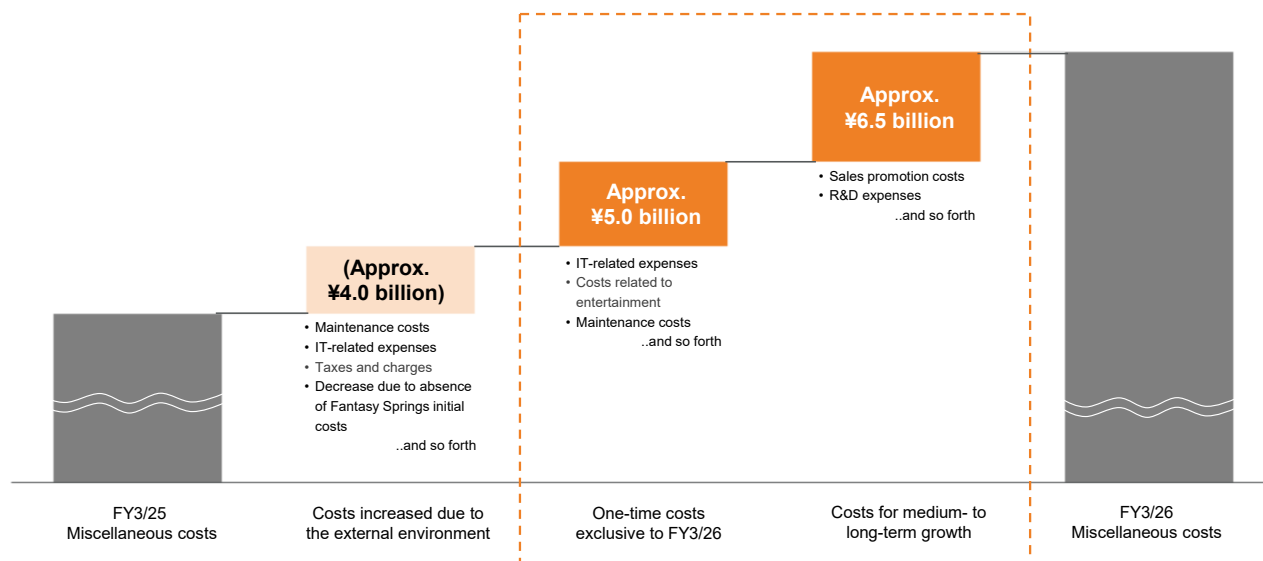 Approx.
¥6.5 billion
• Sales promotion costs
• R&D expenses
..and so forth
Approx.
¥5.0 billion
• IT-related expenses
• Costs related to
entertainment
• Maintenance costs
..and so forth
(Approx.
¥4.0 billion)
• Maintenance costs
• IT-related expenses
• Taxes and charges
• Decrease due to absence
of Fantasy Springs initial
costs
..and so forth
FY3/25
Miscellaneous costs
Costs increased due to
the external environment
One-time costs
exclusive to FY3/26
Costs for medium- to
long-term growth
FY3/26
Miscellaneous costs